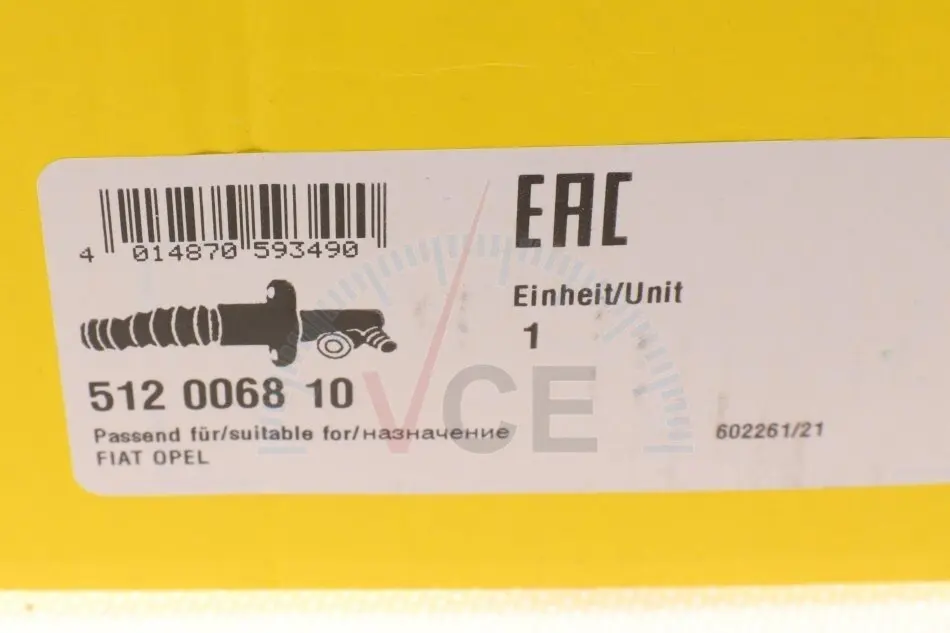 EAC
4 014870 593490
Einheit/Unit
1
512 0068 10
VCE
Passend für/suitable for/назначение
FIAT OPEL
602261/21